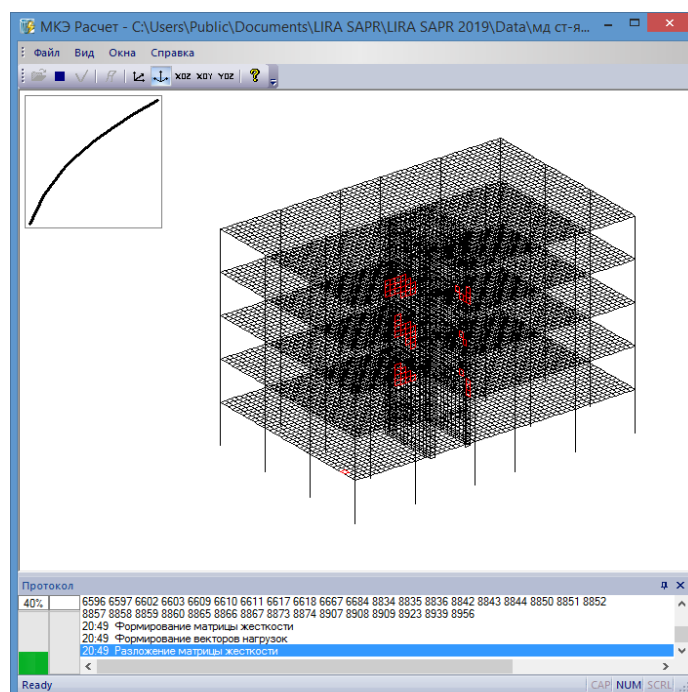 МКЭ Расчет - C:\Users\Public\Documents\LIRA SAPR\LIRA SAPR 2019\Data\мд ст-я...
Файл Вид Окна Справка
XOZ XOY YOZ ?
Протокол
40%
6596 6597 6602 6603 6609 6610 6611 6617 6618 6667 6684 8834 8835 8836 8842 8843 8844 8850 8851 8852
8857 8858 8859 8860 8865 8866 8867 8873 8874 8907 8908 8909 8923 8939 8956
20:49 Формирование матрицы жесткости
20:49 Формирование векторов нагрузок
20:49 Разложение матрицы жесткости
Ready
CAP NUM SCRL